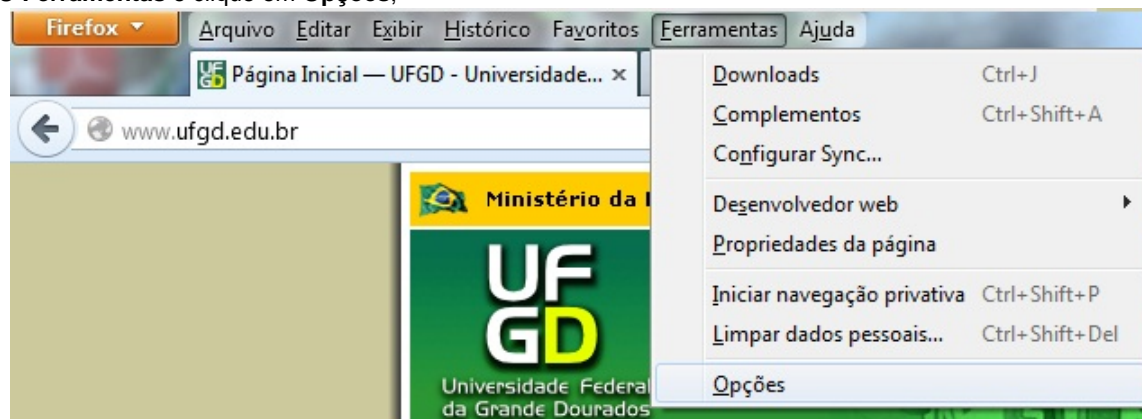 Ferramentas e clique em Opções,
Firefox
Arquivo Editar Exibir Histórico Favoritos Ferramentas Ajuda
Página Inicial — UFGD - Universidade... ×
www.ufgd.edu.br
Downloads Ctrl+J
Complementos Ctrl+Shift+A
Configurar Sync...
Desenvolvedor web
Propriedades da página
Iniciar navegação privativa Ctrl+Shift+P
Limpar dados pessoais... Ctrl+Shift+Del
Opções
Ministério da
UF
GD
Universidade Federal
da Grande Dourados